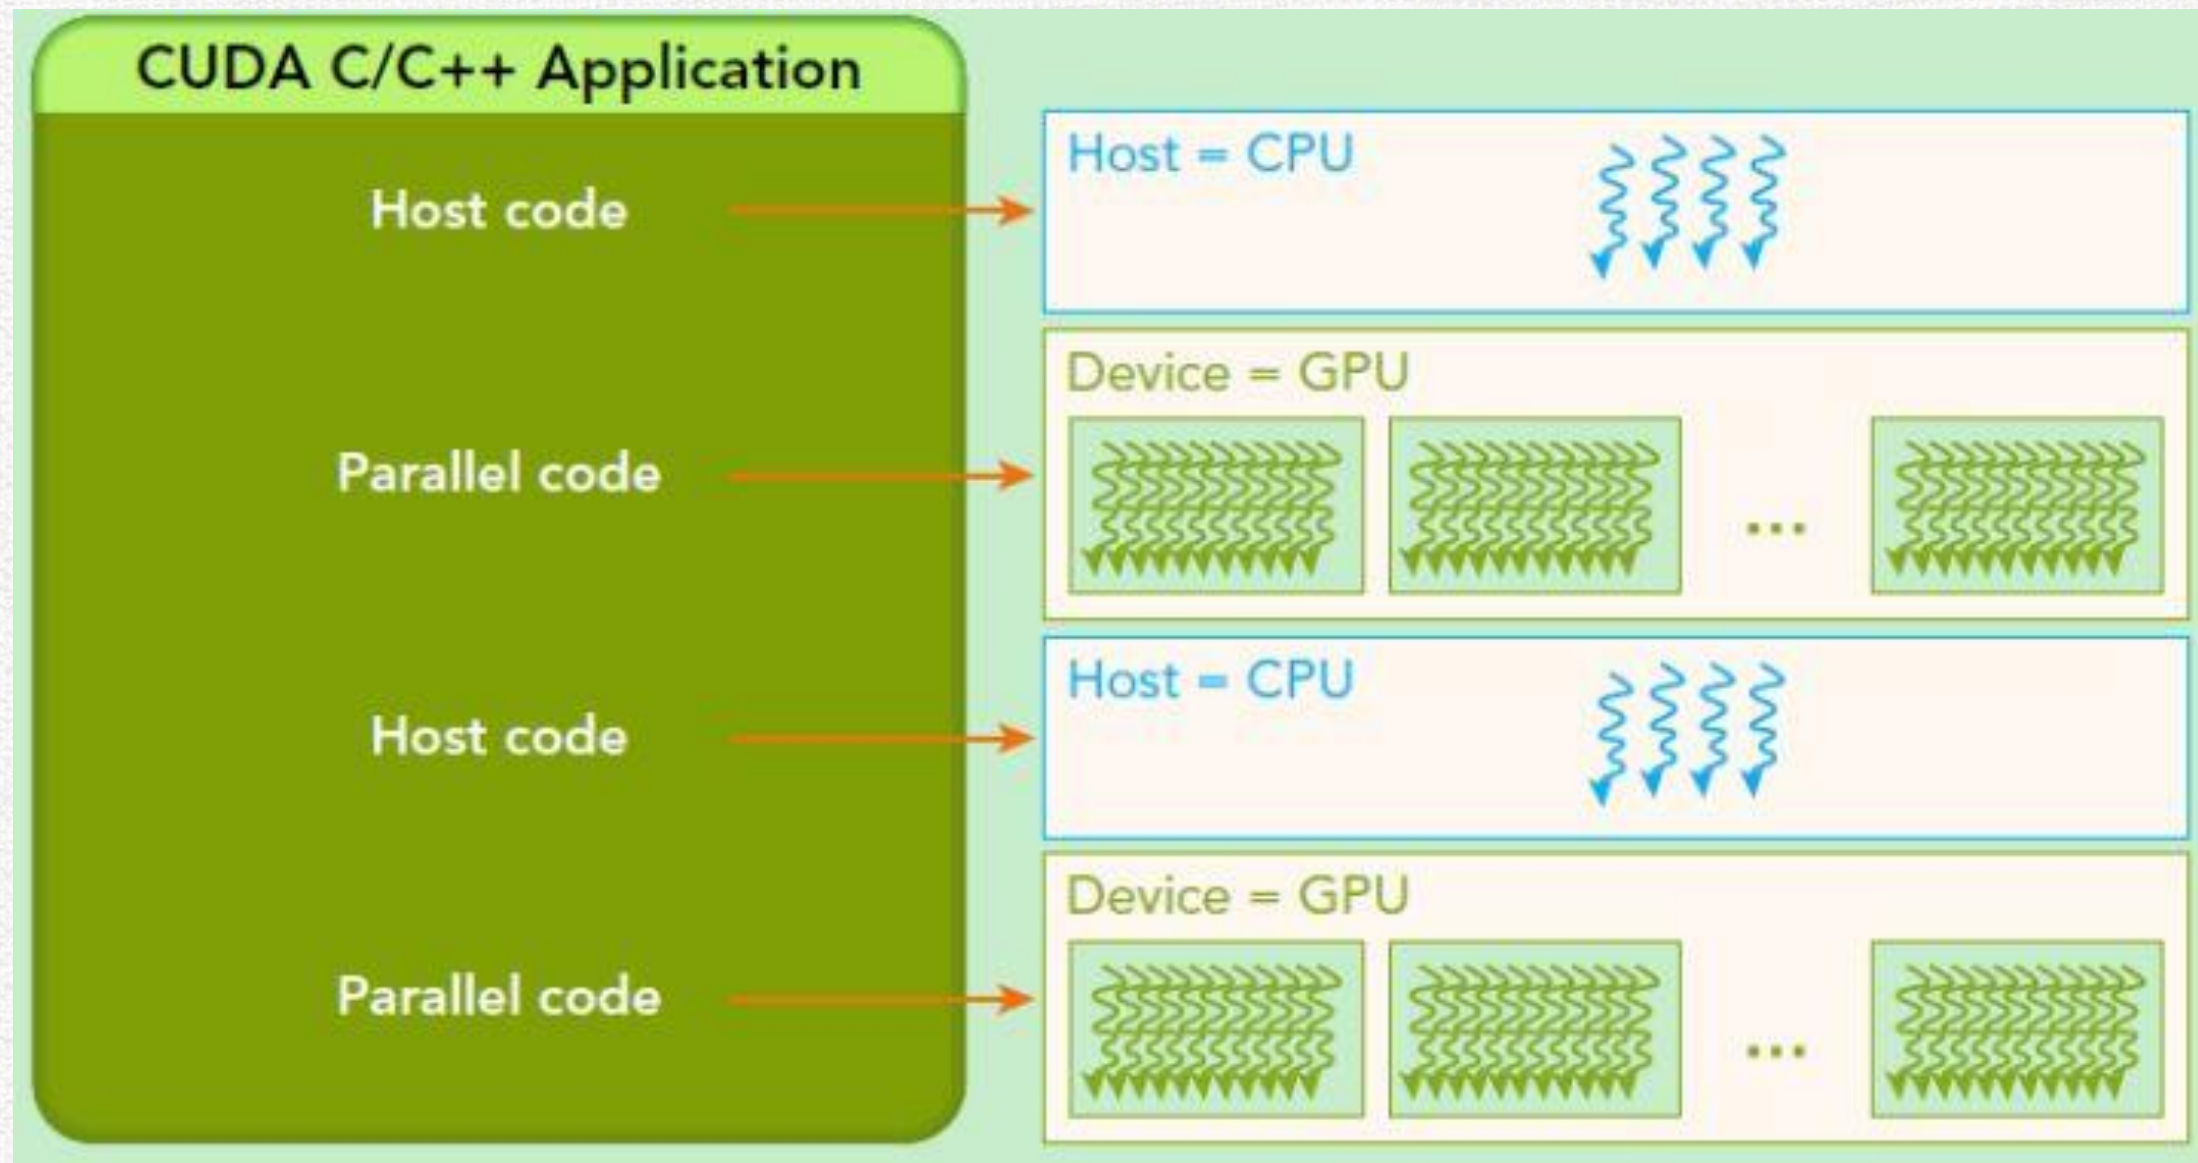 CUDA C/C++ Application
Host code
Host = CPU
Parallel code
Device = GPU
...
Host code
Host = CPU
Parallel code
Device = GPU
...